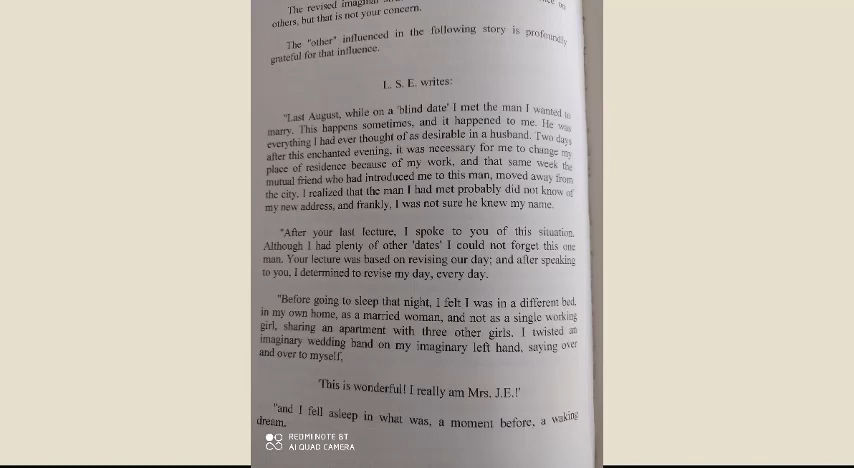 The revised imaginal
others, but that is not your concern.
The "other" influenced in the following story is profoundly
grateful for that influence.
L. S. E. writes:
"Last August, while on a 'blind date' I met the man I wanted to
marry. This happens sometimes, and it happened to me. He was
everything I had ever thought of as desirable in a husband. Two days
after this enchanted evening, it was necessary for me to change my
place of residence because of my work, and that same week the
mutual friend who had introduced me to this man, moved away from
the city. I realized that the man I had met probably did not know of
my new address, and frankly, I was not sure he knew my name.
"After your last lecture, I spoke to you of this situation.
Although I had plenty of other 'dates' I could not forget this one
man. Your lecture was based on revising our day; and after speaking
to you, I determined to revise my day, every day.
"Before going to sleep that night, I felt I was in a different bed,
in my own home, as a married woman, and not as a single working
girl, sharing an apartment with three other girls. I twisted an
imaginary wedding band on my imaginary left hand, saying over
and over to myself,
'This is wonderful! I really am Mrs. J.E.!'
"and I fell asleep in what was, a moment before, a waking
dream.
REDMI NOTE 8T
AI QUAD CAMERA